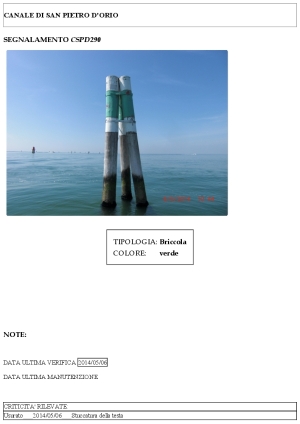 CANALE DI SAN PIETRO D'ORIO
SEGNALAMENTO CSPD290
TIPOLOGIA: Briccola
COLORE: verde
NOTE:
DATA ULTIMA VERIFICA 2014/05/06
DATA ULTIMA MANUTENZIONE
CRITICITA' RILEVATE
Usurato 2014/05/06 Stuccatura della testa